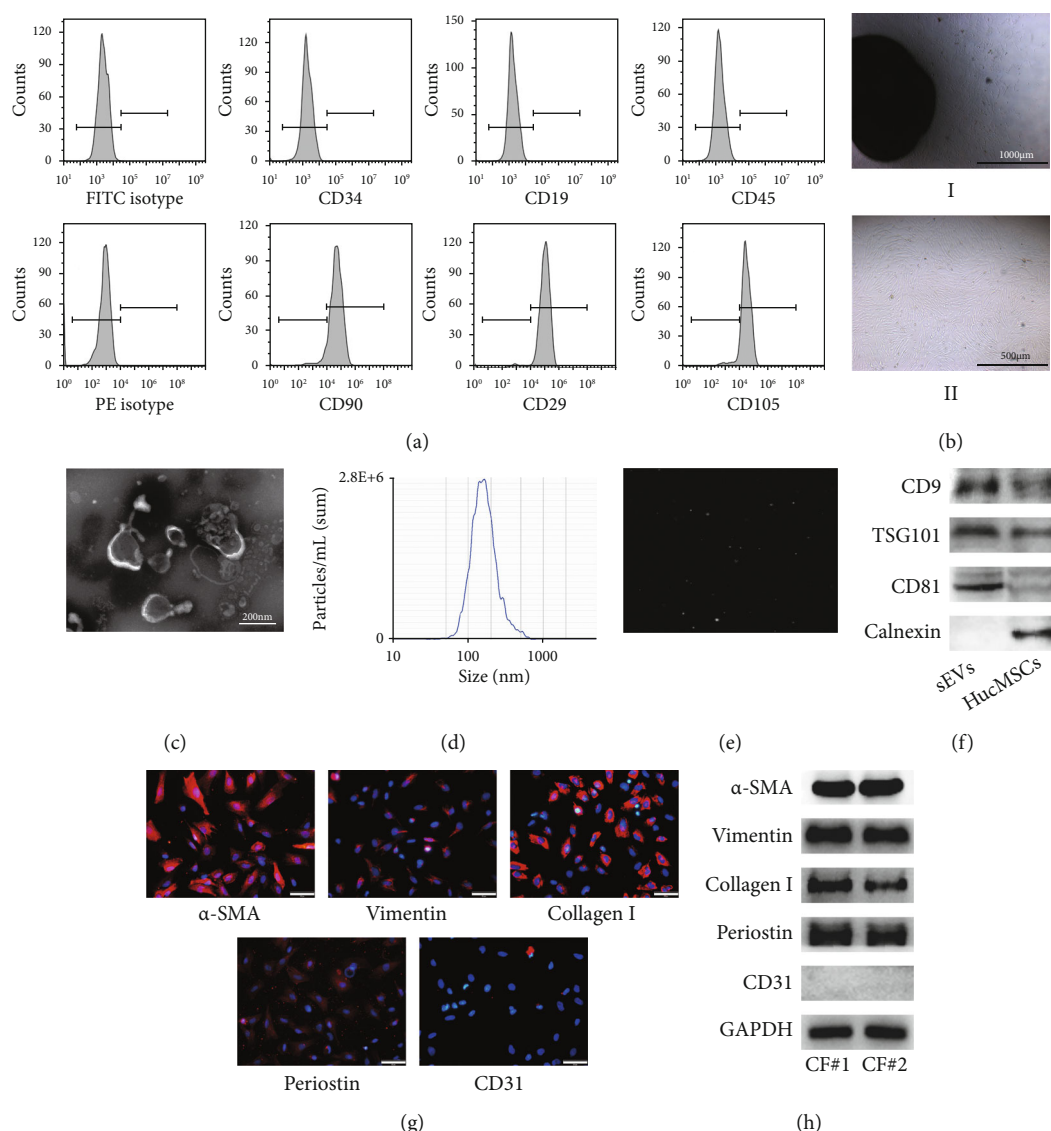 120
90
60
30
0
Counts
10¹ 10³ 10⁵ 10⁷ 10⁹
FITC isotype
120
90
60
30
0
Counts
10¹ 10³ 10⁵ 10⁷ 10⁹
CD34
150
100
50
0
Counts
10¹ 10³ 10⁵ 10⁷ 10⁹
CD19
120
90
60
30
0
Counts
10¹ 10³ 10⁵ 10⁷ 10⁹
CD45
1000μm
I
120
90
60
30
0
Counts
10⁰ 10² 10⁴ 10⁶ 10⁸
PE isotype
120
90
60
30
0
Counts
10⁰ 10² 10⁴ 10⁶ 10⁸
CD90
120
90
60
30
0
Counts
10⁰ 10² 10⁴ 10⁶ 10⁸
CD29
120
90
60
30
0
Counts
10⁰ 10² 10⁴ 10⁶ 10⁸
CD105
500μm
II
(a)
(b)
200nm
2.8E+6
0
Particles/mL (sum)
10 100 1000
Size (nm)
CD9
TSG101
CD81
Calnexin
sEVs
HucMSCs
(c)
(d)
(e)
(f)
α-SMA
Vimentin
Collagen I
Periostin
CD31
α-SMA
Vimentin
Collagen I
Periostin
CD31
GAPDH
CF#1 CF#2
(g)
(h)